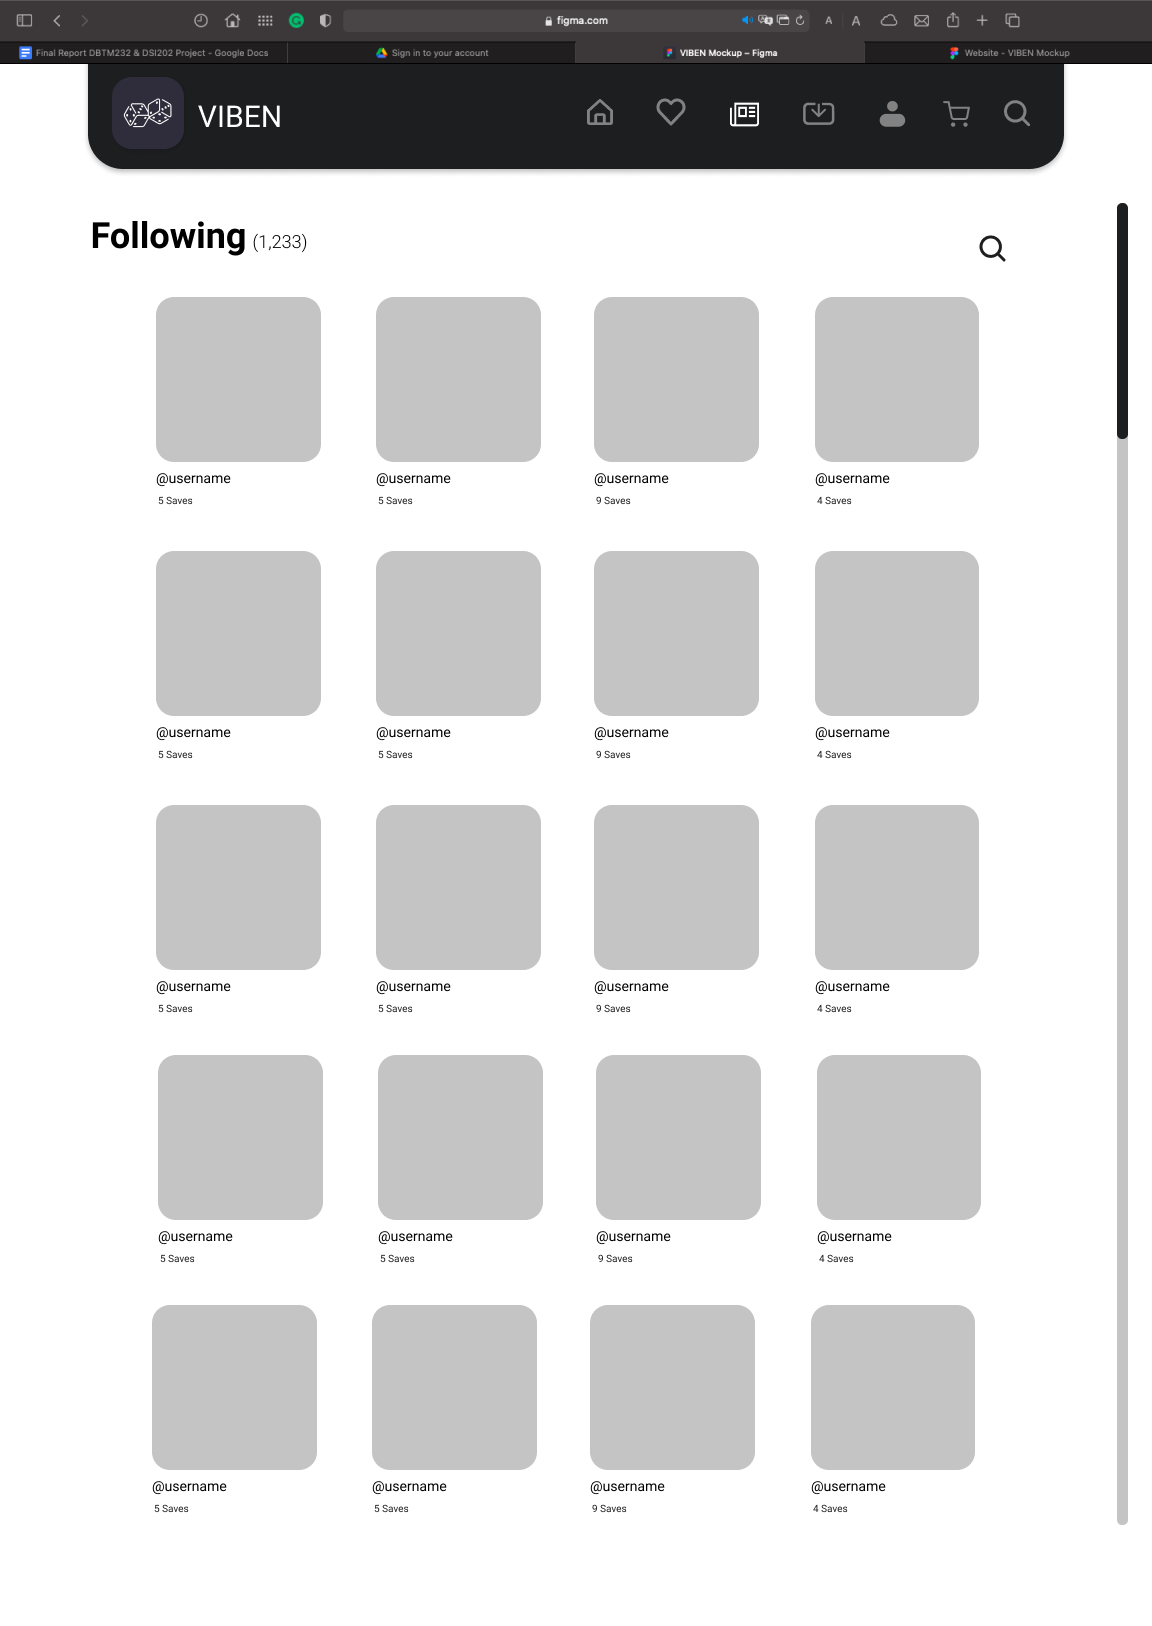 figma.com
A A
Final Report DBTM232 & DSI202 Project - Google Docs
Sign in to your account
VIBEN Mockup – Figma
Website - VIBEN Mockup
VIBEN
Following (1,233)
@username @username @username @username
5 Saves 5 Saves 9 Saves 4 Saves
@username @username @username @username
5 Saves 5 Saves 9 Saves 4 Saves
@username @username @username @username
5 Saves 5 Saves 9 Saves 4 Saves
@username @username @username @username
5 Saves 5 Saves 9 Saves 4 Saves
@username @username @username @username
5 Saves 5 Saves 9 Saves 4 Saves